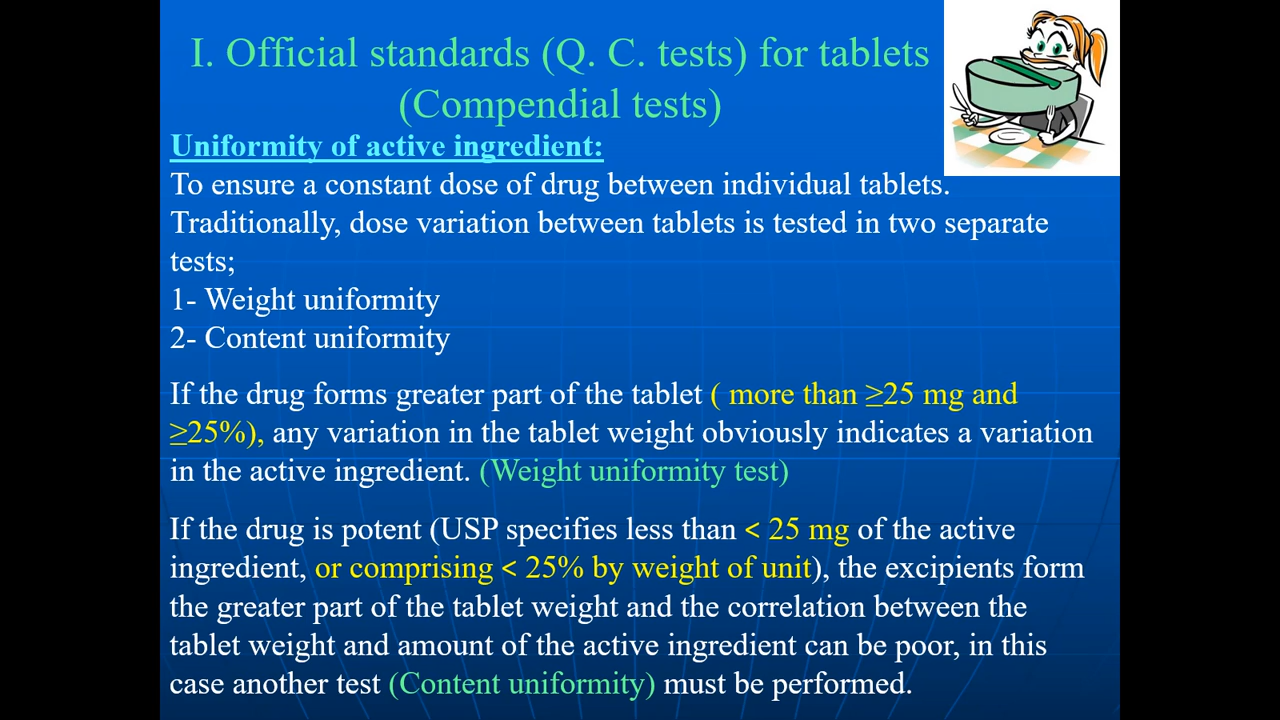 I. Official standards (Q. C. tests) for tablets
(Compendial tests)
Uniformity of active ingredient:
To ensure a constant dose of drug between individual tablets.
Traditionally, dose variation between tablets is tested in two separate
tests;
1- Weight uniformity
2- Content uniformity
If the drug forms greater part of the tablet ( more than ≥25 mg and
≥25%), any variation in the tablet weight obviously indicates a variation
in the active ingredient. (Weight uniformity test)
If the drug is potent (USP specifies less than < 25 mg of the active
ingredient, or comprising < 25% by weight of unit), the excipients form
the greater part of the tablet weight and the correlation between the
tablet weight and amount of the active ingredient can be poor, in this
case another test (Content uniformity) must be performed.